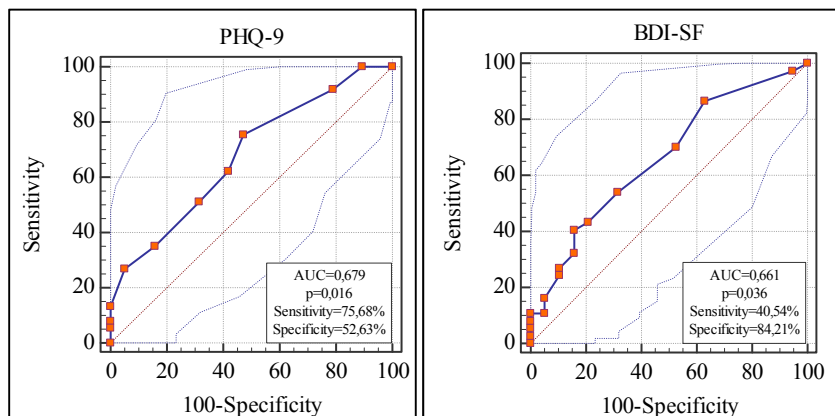 PHQ-9
100
80
60
40
20
0
Sensitivity
AUC=0,679
p=0,016
Sensitivity=75,68%
Specificity=52,63%
0 20 40 60 80 100
100-Specificity
BDI-SF
100
80
60
40
20
0
Sensitivity
AUC=0,661
p=0,036
Sensitivity=40,54%
Specificity=84,21%
0 20 40 60 80 100
100-Specificity